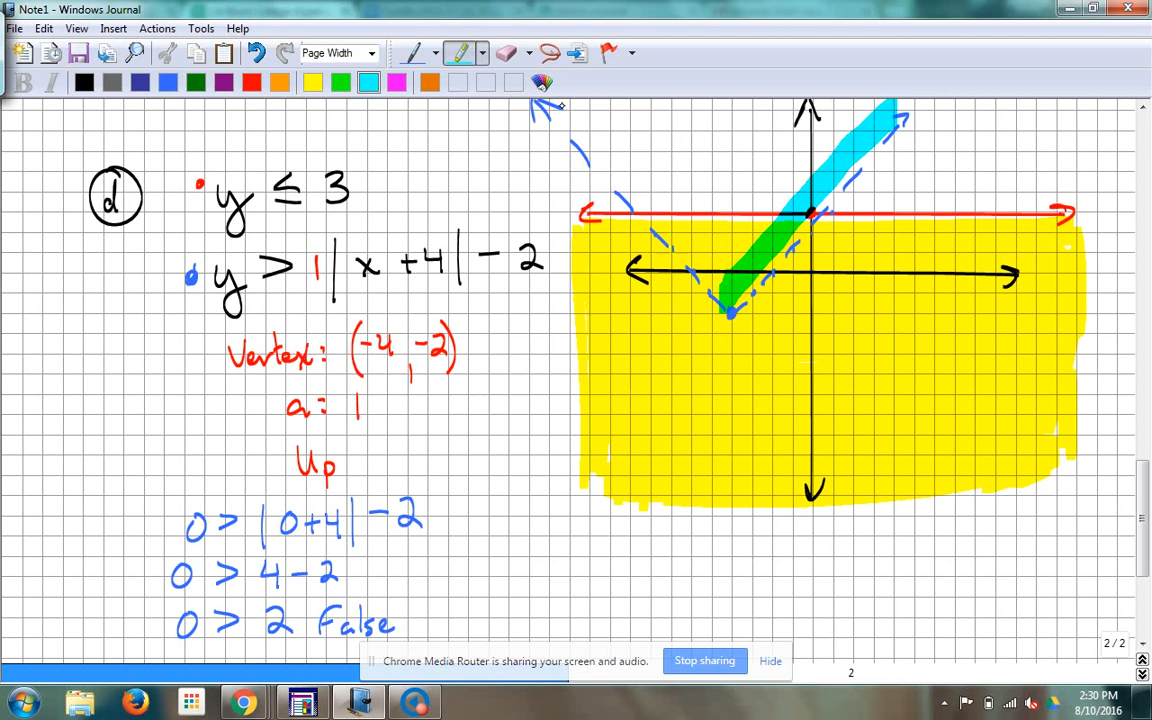 Note1 - Windows Journal
File Edit View Insert Actions Tools Help
Page Width
B I
d
y ≤ 3
y > 1|x + 4| - 2
Vertex: (-4, -2)
a: 1
Up
0 > |0+4| - 2
0 > 4 - 2
0 > 2 False
2 / 2
Chrome Media Router is sharing your screen and audio. Stop sharing Hide
2
2:30 PM
8/10/2016